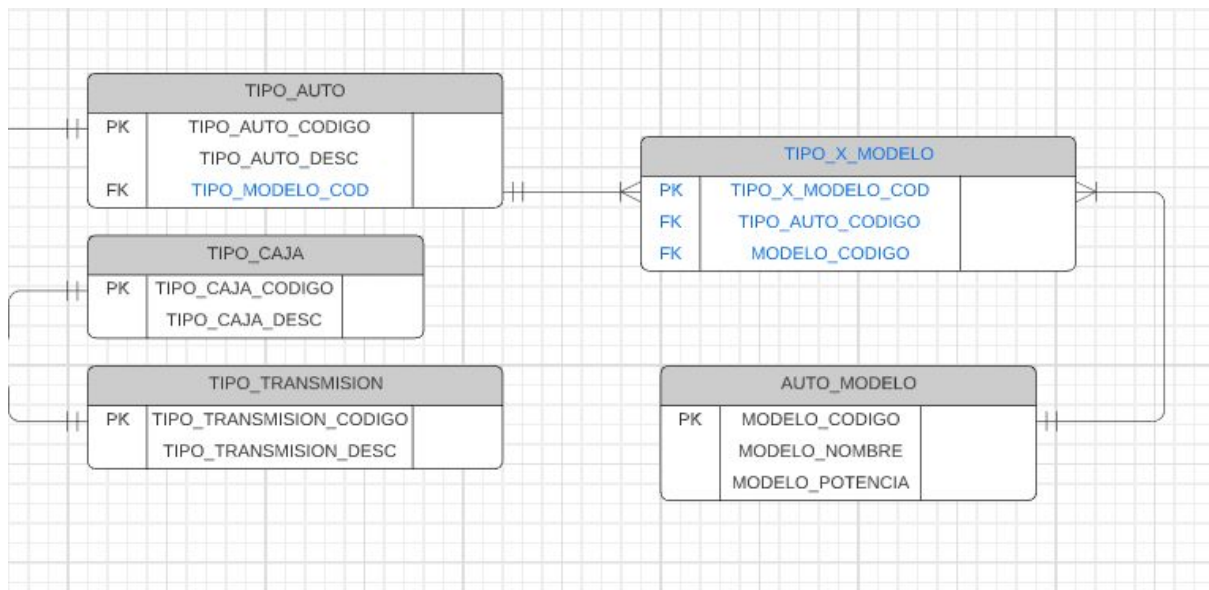 TIPO_AUTO
PK TIPO_AUTO_CODIGO
TIPO_AUTO_DESC
FK TIPO_MODELO_COD
TIPO_X_MODELO
PK TIPO_X_MODELO_COD
FK TIPO_AUTO_CODIGO
FK MODELO_CODIGO
TIPO_CAJA
PK TIPO_CAJA_CODIGO
TIPO_CAJA_DESC
TIPO_TRANSMISION
PK TIPO_TRANSMISION_CODIGO
TIPO_TRANSMISION_DESC
AUTO_MODELO
PK MODELO_CODIGO
MODELO_NOMBRE
MODELO_POTENCIA